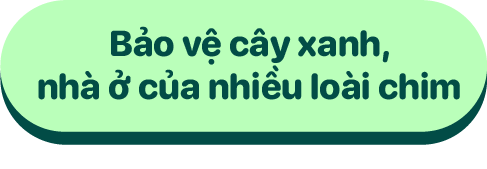 Bảo vệ cây xanh,
nhà ở của nhiều loài chim